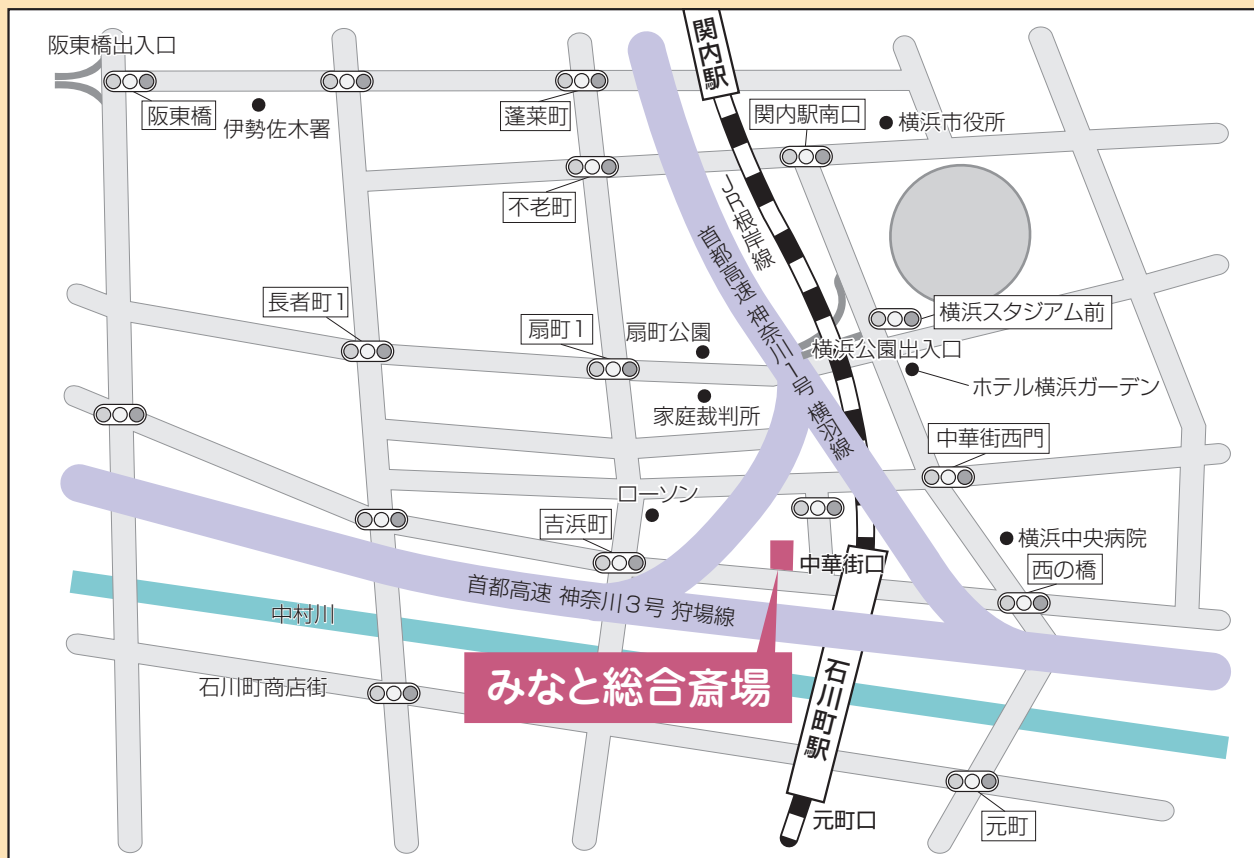 阪東橋出入口
関内駅
阪東橋
伊勢佐木署
蓬莱町
関内駅南口
横浜市役所
不老町
JR根岸線
首都高速 神奈川1号 横羽線
長者町1
扇町1
扇町公園
横浜スタジアム前
横浜公園出入口
ホテル横浜ガーデン
家庭裁判所
中華街西門
ローソン
吉浜町
中華街口
横浜中央病院
西の橋
首都高速 神奈川3号 狩場線
中村川
みなと総合斎場
石川町商店街
石川町駅
元町口
元町